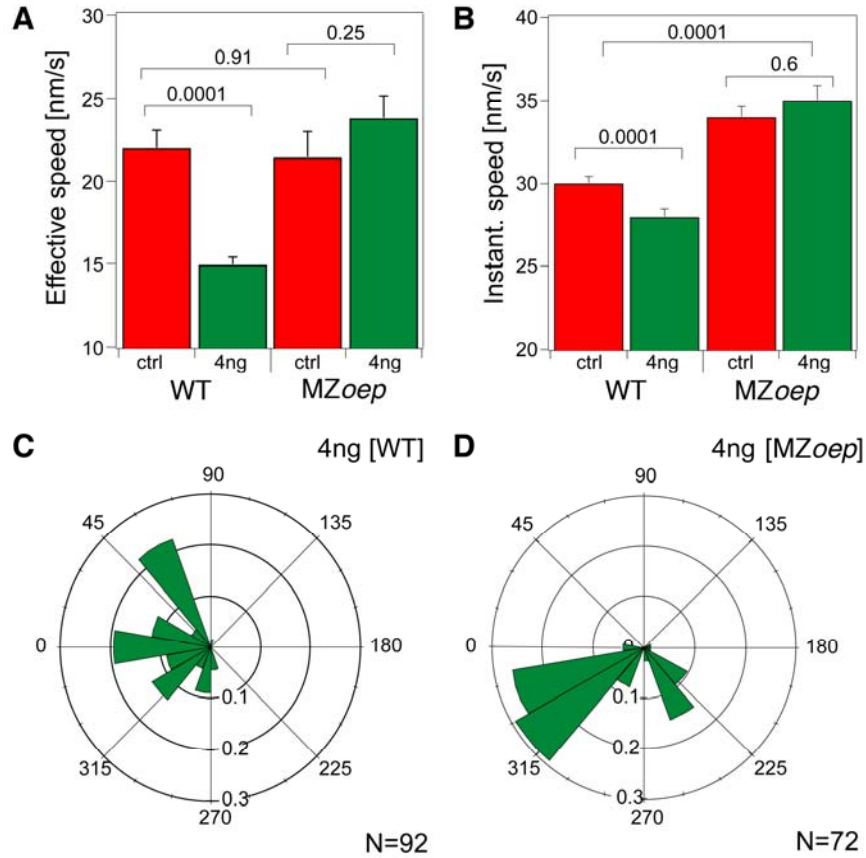 A
Effective speed [nm/s]
30
25
20
15
10
0.91
0.0001
0.25
ctrl
4ng
ctrl
4ng
WT
MZoep
B
Instant. speed [nm/s]
40
35
30
25
20
0.0001
0.6
0.0001
ctrl
4ng
ctrl
4ng
WT
MZoep
C
4ng [WT]
90
45
135
0
180
0.1
0.2
0.3
315
225
270
N=92
D
4ng [MZoep]
90
45
135
0
180
0.1
0.2
0.3
315
225
270
N=72